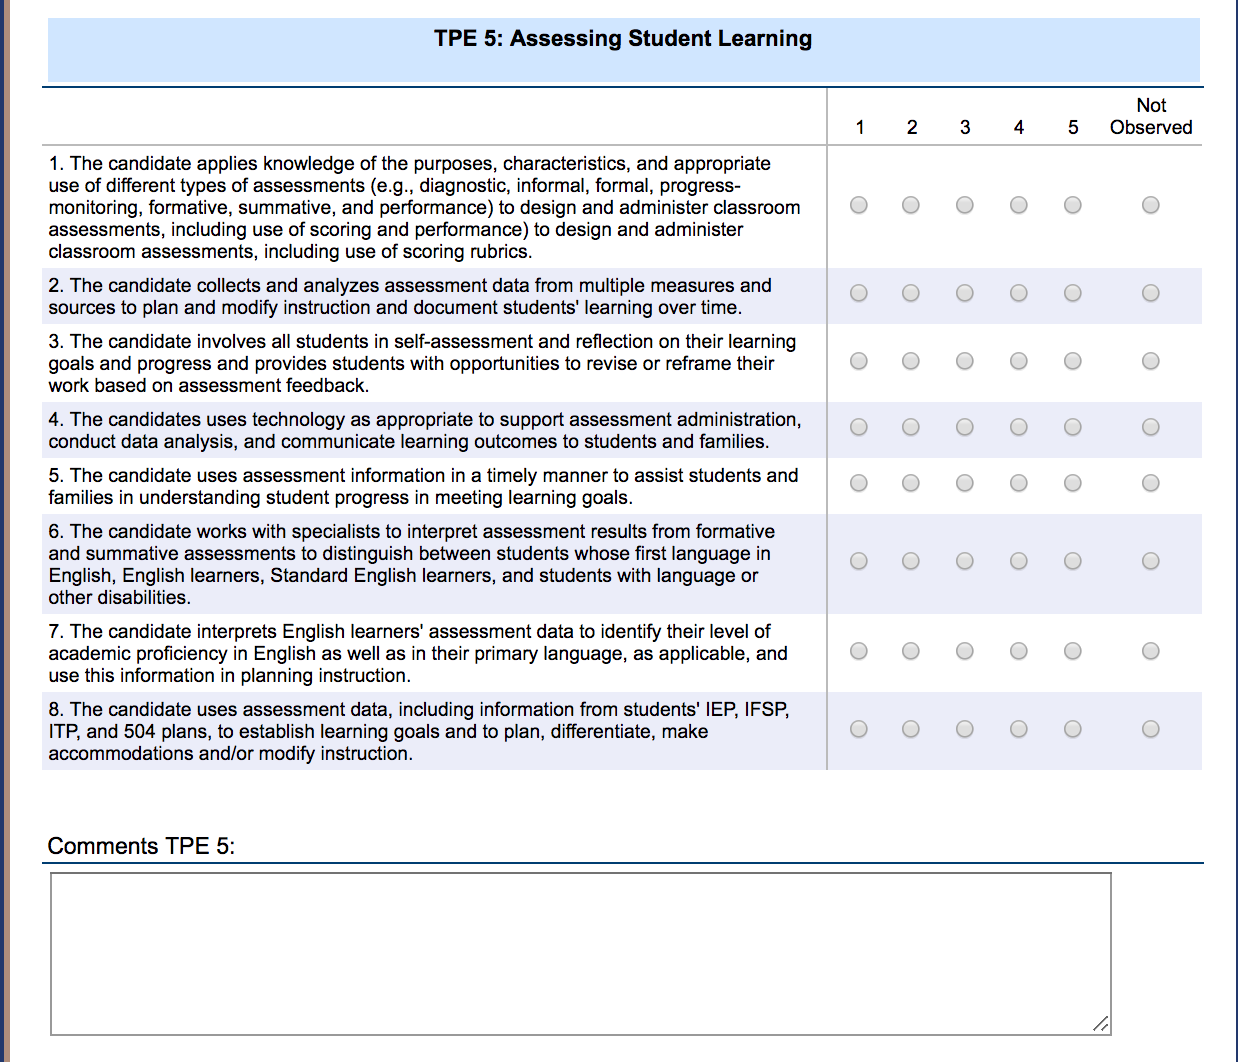 TPE 5: Assessing Student Learning
1 2 3 4 5 Not Observed
1. The candidate applies knowledge of the purposes, characteristics, and appropriate
use of different types of assessments (e.g., diagnostic, informal, formal, progress-
monitoring, formative, summative, and performance) to design and administer classroom
assessments, including use of scoring and performance) to design and administer
classroom assessments, including use of scoring rubrics.
2. The candidate collects and analyzes assessment data from multiple measures and
sources to plan and modify instruction and document students' learning over time.
3. The candidate involves all students in self-assessment and reflection on their learning
goals and progress and provides students with opportunities to revise or reframe their
work based on assessment feedback.
4. The candidates uses technology as appropriate to support assessment administration,
conduct data analysis, and communicate learning outcomes to students and families.
5. The candidate uses assessment information in a timely manner to assist students and
families in understanding student progress in meeting learning goals.
6. The candidate works with specialists to interpret assessment results from formative
and summative assessments to distinguish between students whose first language in
English, English learners, Standard English learners, and students with language or
other disabilities.
7. The candidate interprets English learners' assessment data to identify their level of
academic proficiency in English as well as in their primary language, as applicable, and
use this information in planning instruction.
8. The candidate uses assessment data, including information from students' IEP, IFSP,
ITP, and 504 plans, to establish learning goals and to plan, differentiate, make
accommodations and/or modify instruction.
Comments TPE 5: